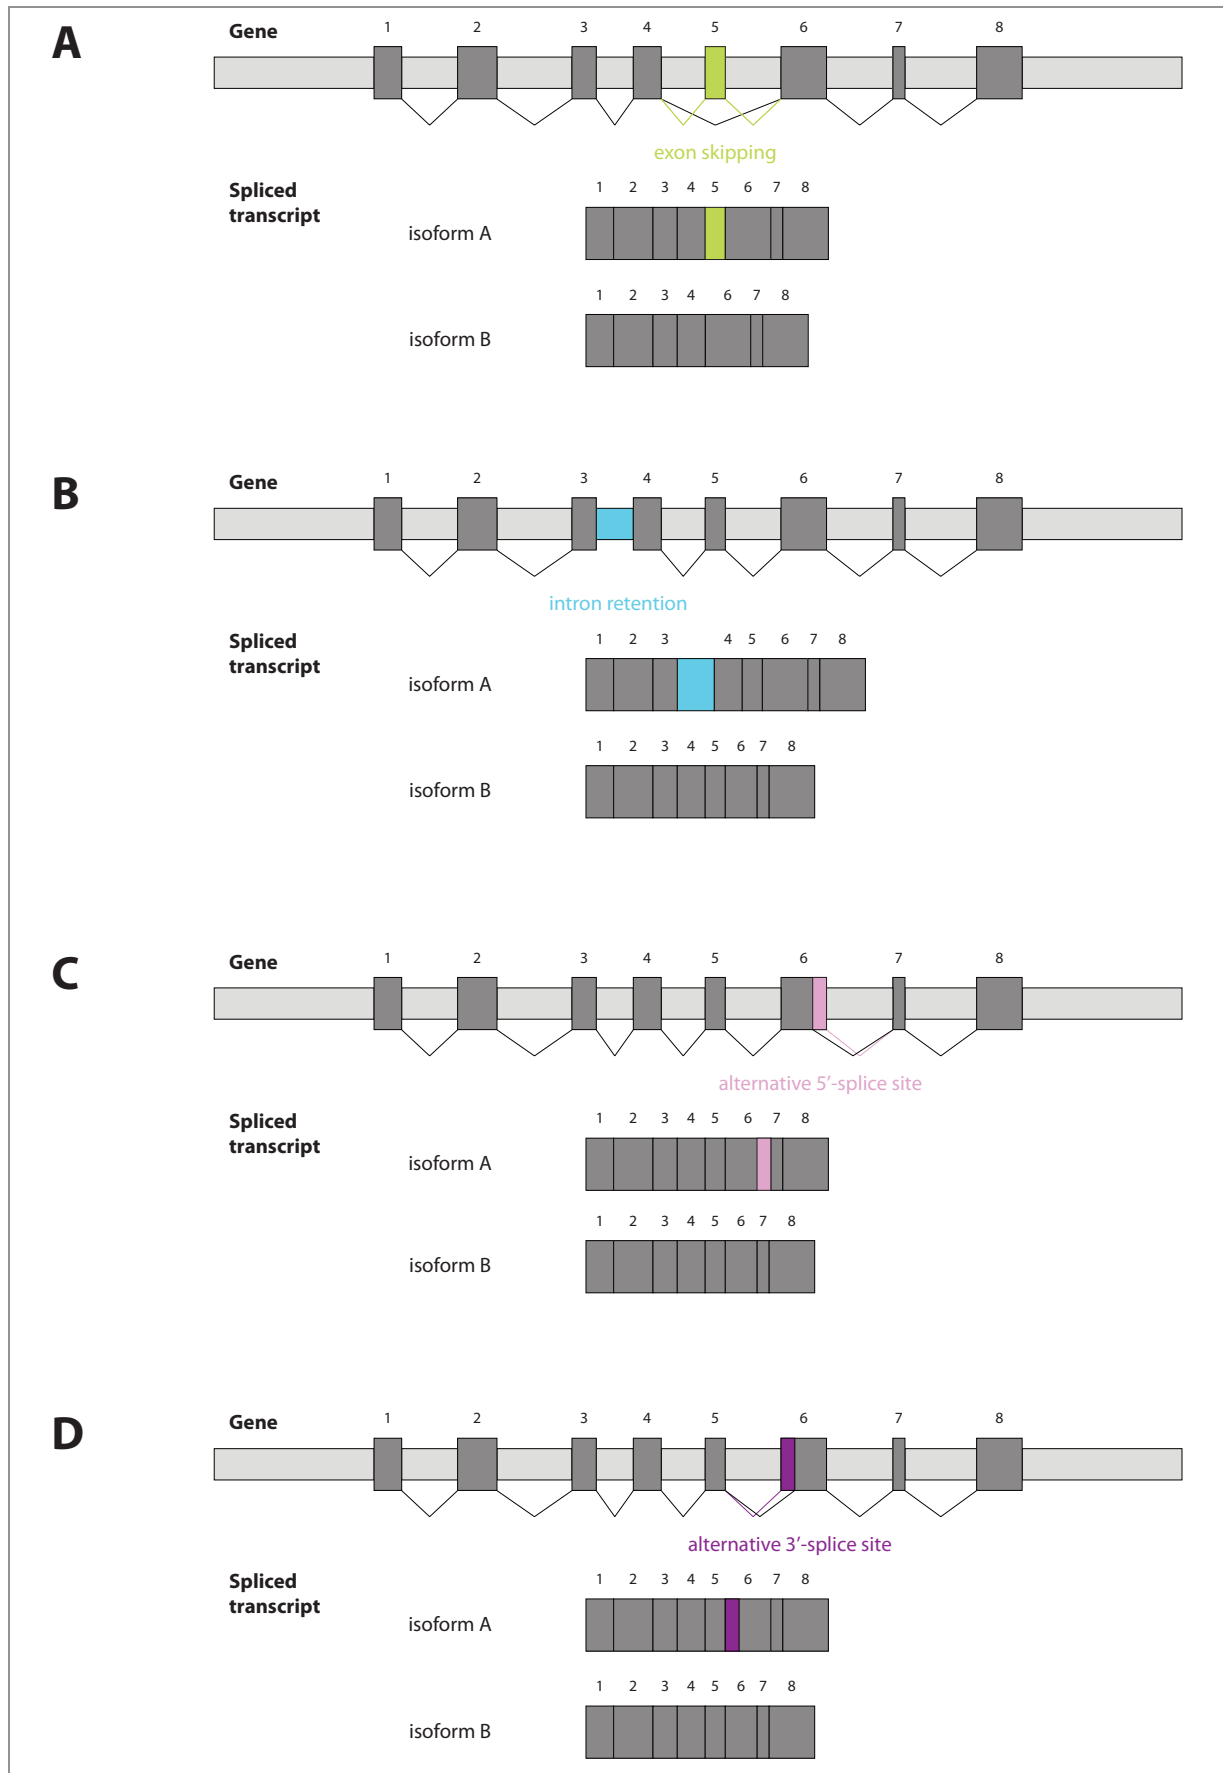 A
Gene
1 2 3 4 5 6 7 8
exon skipping
Spliced
transcript
1 2 3 4 5 6 7 8
isoform A
1 2 3 4 6 7 8
isoform B
B
Gene
1 2 3 4 5 6 7 8
intron retention
Spliced
transcript
1 2 3 4 5 6 7 8
isoform A
1 2 3 4 5 6 7 8
isoform B
C
Gene
1 2 3 4 5 6 7 8
alternative 5′-splice site
Spliced
transcript
1 2 3 4 5 6 7 8
isoform A
1 2 3 4 5 6 7 8
isoform B
D
Gene
1 2 3 4 5 6 7 8
alternative 3′-splice site
Spliced
transcript
1 2 3 4 5 6 7 8
isoform A
1 2 3 4 5 6 7 8
isoform B